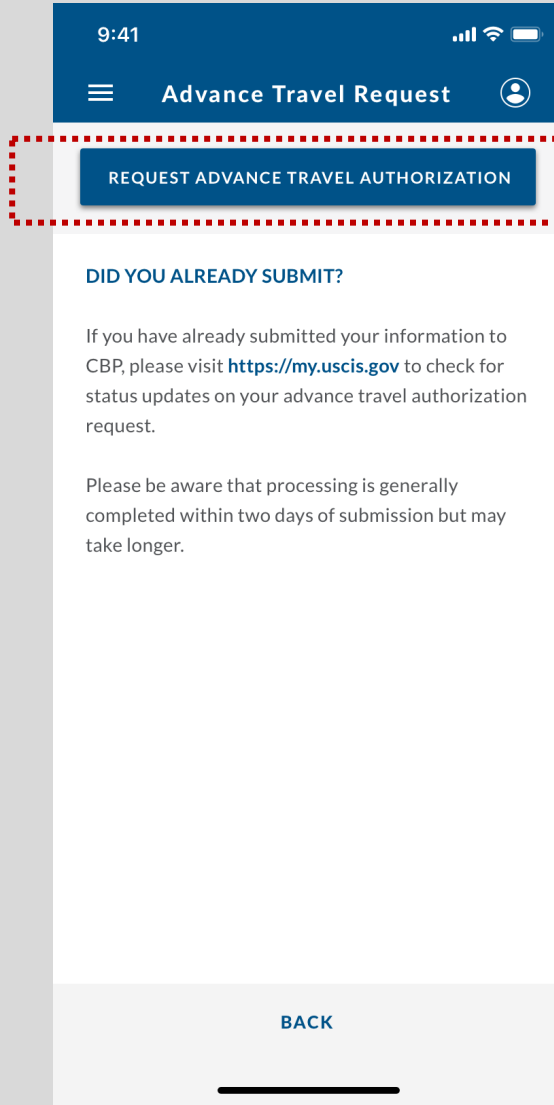 9:41
Advance Travel Request
REQUEST ADVANCE TRAVEL AUTHORIZATION
DID YOU ALREADY SUBMIT?
If you have already submitted your information to
CBP, please visit https://my.uscis.gov to check for
status updates on your advance travel authorization
request.
Please be aware that processing is generally
completed within two days of submission but may
take longer.
BACK